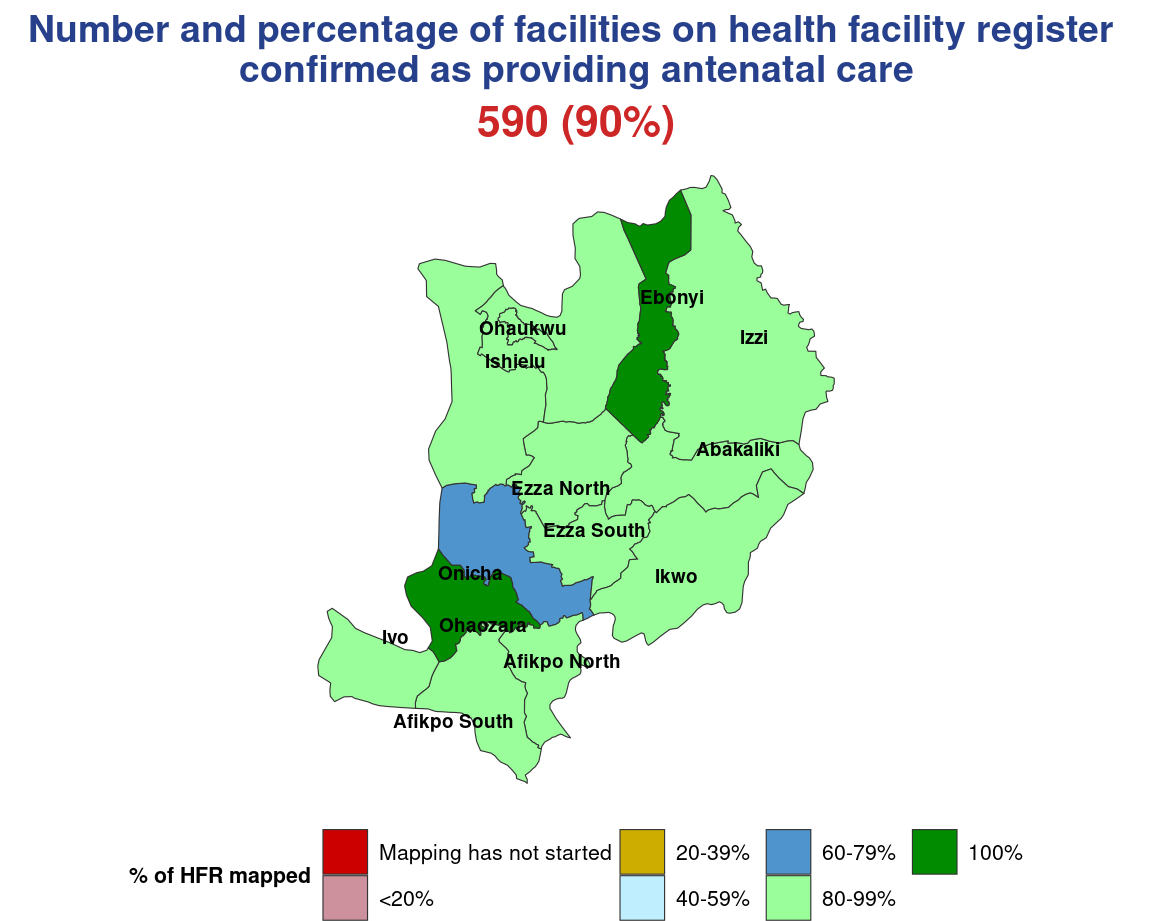 Number and percentage of facilities on health facility register
confirmed as providing antenatal care
590 (90%)
Ebonyi
Ohaukwu
Izzi
Ishielu
Abakaliki
Ezza North
Ezza South
Onicha
Ikwo
Ohaozara
Ivo
Afikpo North
Afikpo South
% of HFR mapped
Mapping has not started
<20%
20-39%
40-59%
60-79%
80-99%
100%